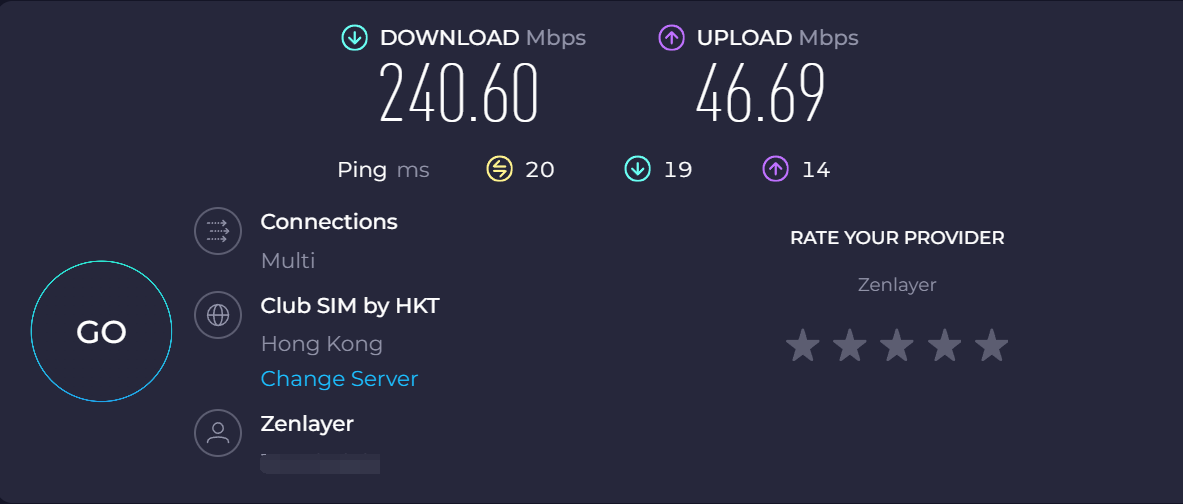 DOWNLOAD Mbps
UPLOAD Mbps
240.60
46.69
Ping ms
20
19
14
Connections
Multi
Club SIM by HKT
Hong Kong
Change Server
Zenlayer
GO
RATE YOUR PROVIDER
Zenlayer